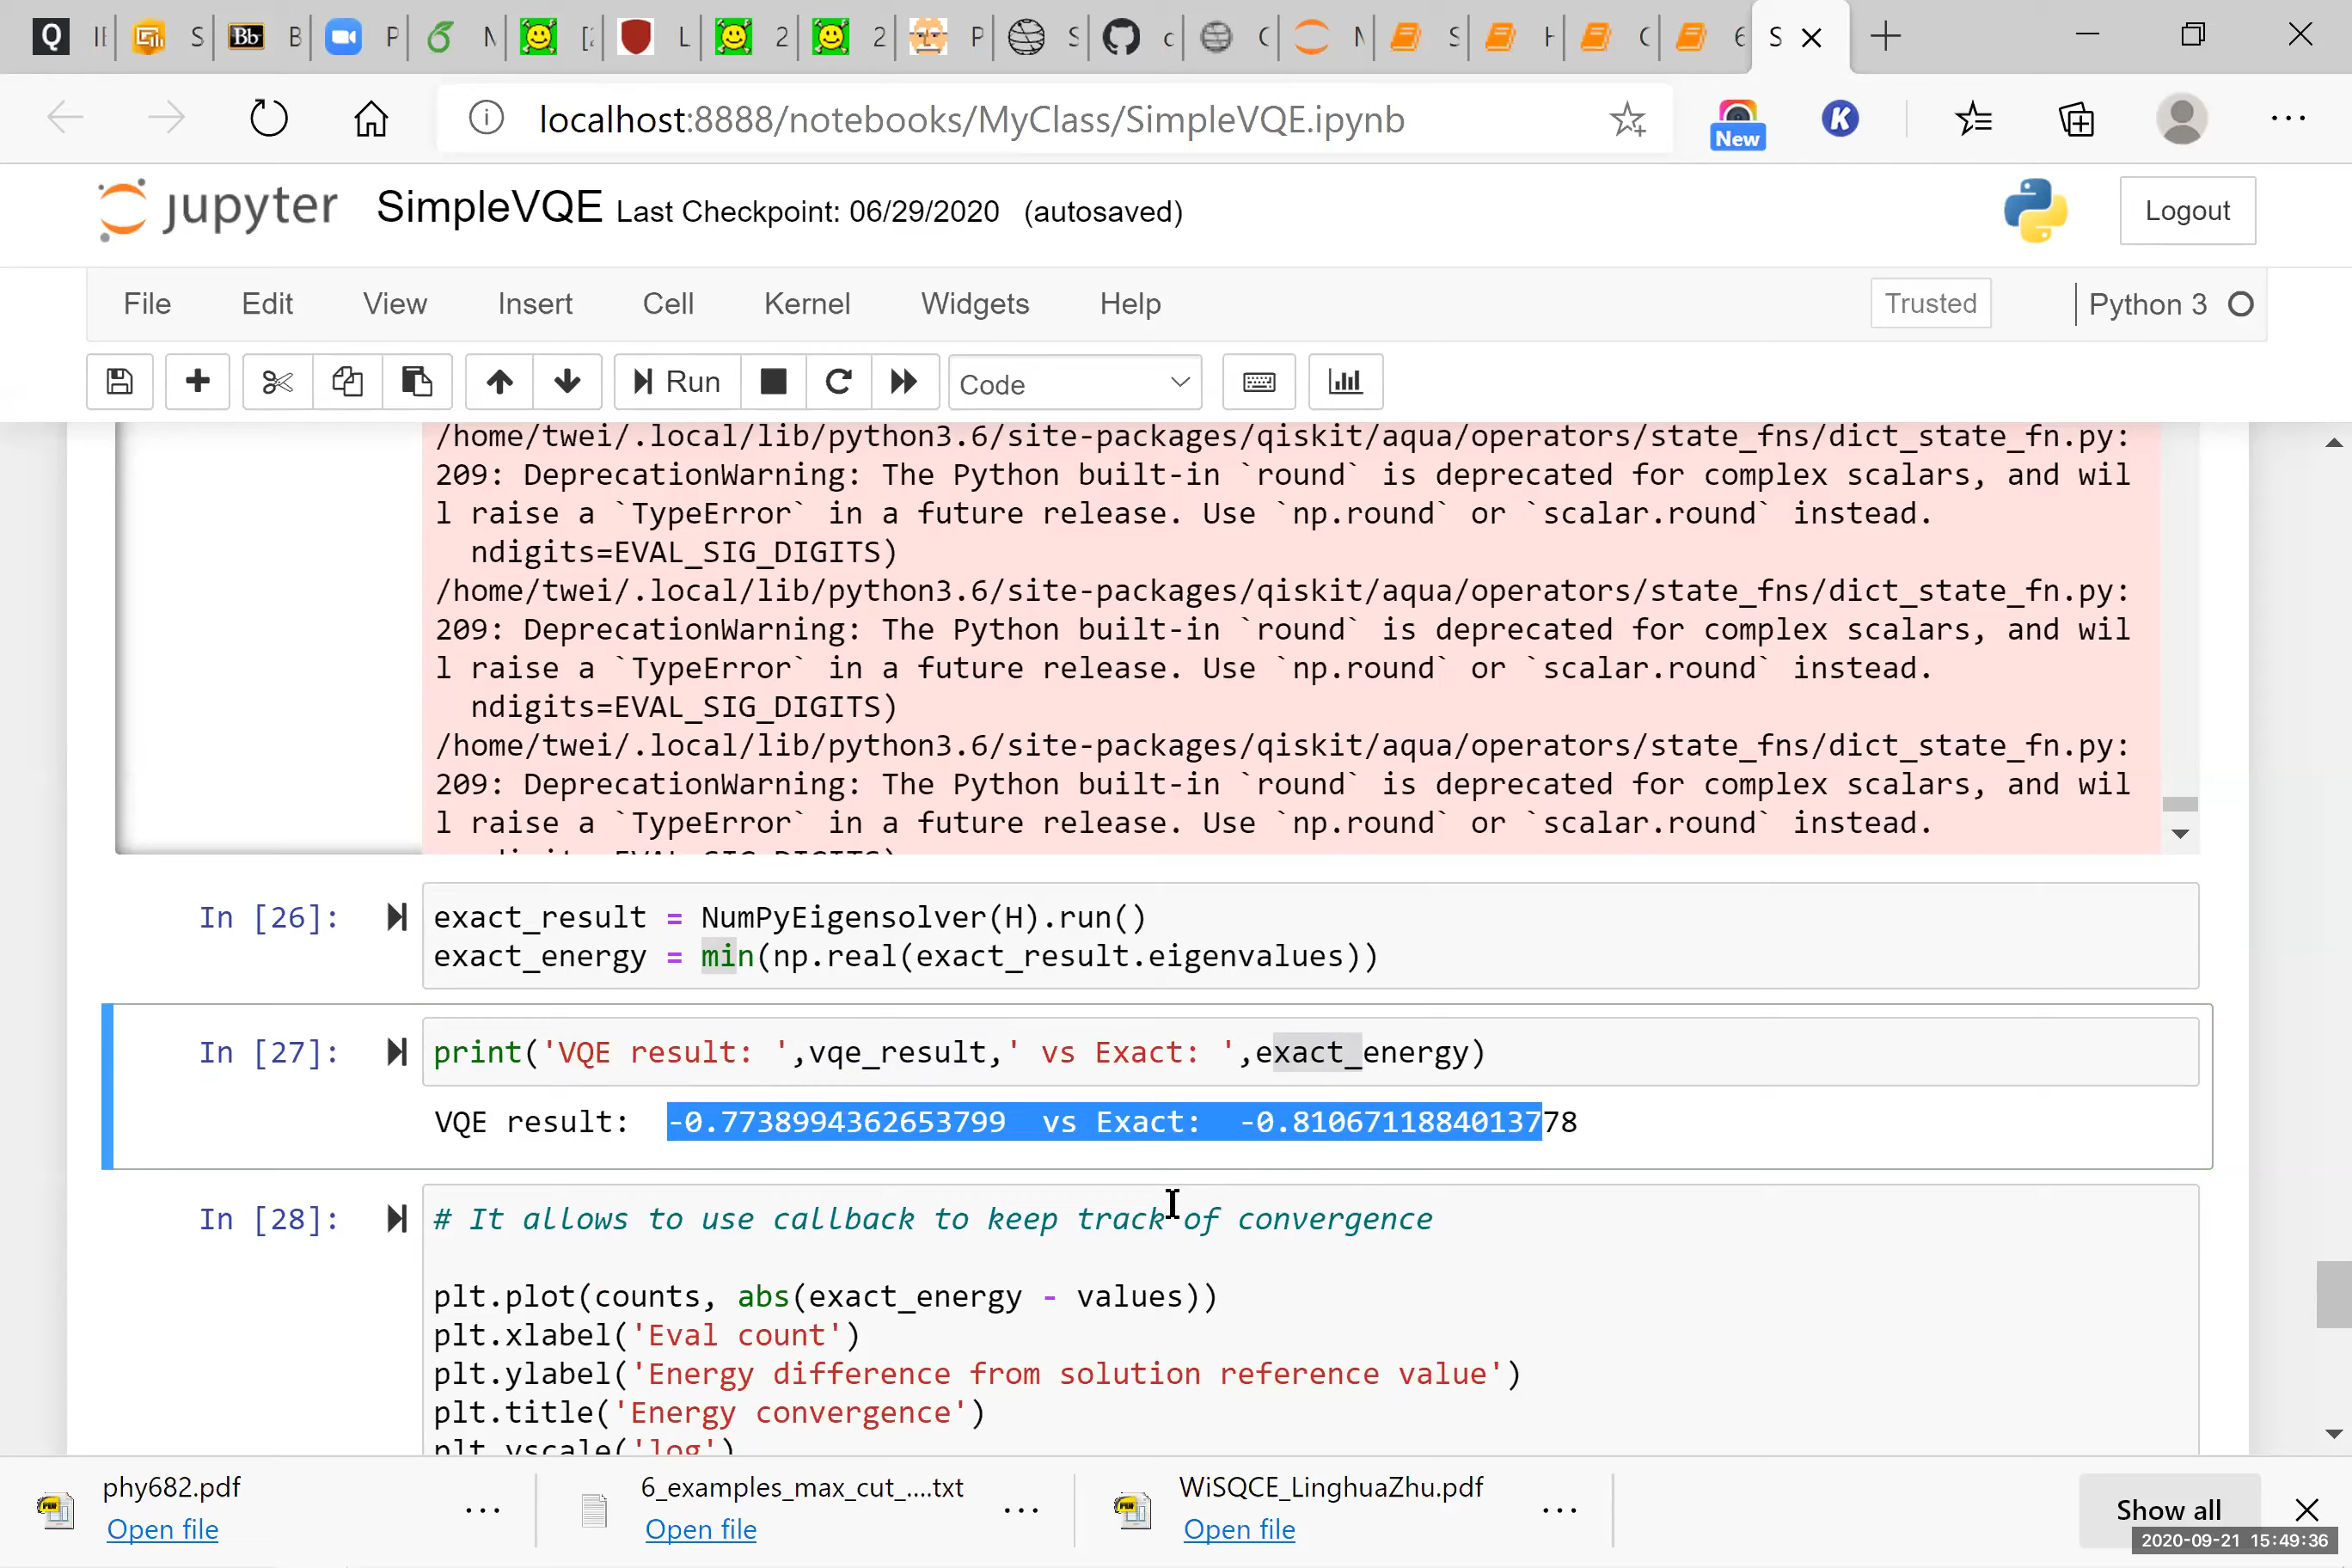 localhost:8888/notebooks/MyClass/SimpleVQE.ipynb
New
jupyter SimpleVQE Last Checkpoint: 06/29/2020 (autosaved)
Logout
File Edit View Insert Cell Kernel Widgets Help
Trusted
Python 3
Run
Code
/home/twei/.local/lib/python3.6/site-packages/qiskit/aqua/operators/state_fns/dict_state_fn.py:
209: DeprecationWarning: The Python built-in `round` is deprecated for complex scalars, and wil
l raise a `TypeError` in a future release. Use `np.round` or `scalar.round` instead.
ndigits=EVAL_SIG_DIGITS)
/home/twei/.local/lib/python3.6/site-packages/qiskit/aqua/operators/state_fns/dict_state_fn.py:
209: DeprecationWarning: The Python built-in `round` is deprecated for complex scalars, and wil
l raise a `TypeError` in a future release. Use `np.round` or `scalar.round` instead.
ndigits=EVAL_SIG_DIGITS)
/home/twei/.local/lib/python3.6/site-packages/qiskit/aqua/operators/state_fns/dict_state_fn.py:
209: DeprecationWarning: The Python built-in `round` is deprecated for complex scalars, and wil
l raise a `TypeError` in a future release. Use `np.round` or `scalar.round` instead.
In [26]:
exact_result = NumPyEigensolver(H).run()
exact_energy = min(np.real(exact_result.eigenvalues))
In [27]:
print('VQE result: ',vqe_result,' vs Exact: ',exact_energy)
VQE result:  -0.7738994362653799  vs Exact:  -0.8106711884013778
In [28]:
# It allows to use callback to keep track of convergence
plt.plot(counts, abs(exact_energy - values))
plt.xlabel('Eval count')
plt.ylabel('Energy difference from solution reference value')
plt.title('Energy convergence')
plt.yscale('log')
phy682.pdf
Open file
6_examples_max_cut_....txt
Open file
WiSQCE_LinghuaZhu.pdf
Open file
Show all
2020-09-21 15:49:36